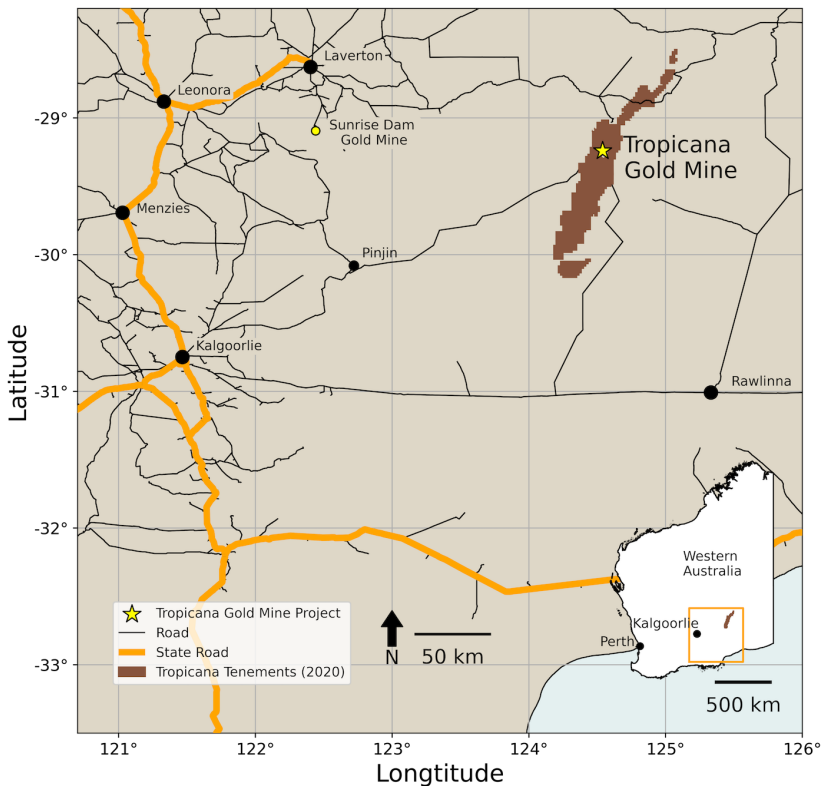 Laverton
Leonora
-29°
Sunrise Dam
Gold Mine
Tropicana
Gold Mine
Menzies
-30°
Pinjin
Kalgoorlie
Latitude
-31°
Rawlinna
-32°
Western
Australia
Tropicana Gold Mine Project
Road
State Road
Tropicana Tenements (2020)
N
50 km
Kalgoorlie
Perth
-33°
500 km
121°
122°
123°
124°
125°
126°
Longtitude